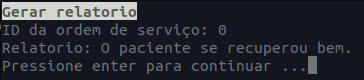 Gerar relatorio
ID da ordem de serviço: 0
Relatorio: O paciente se recuperou bem.
Pressione enter para continuar ...